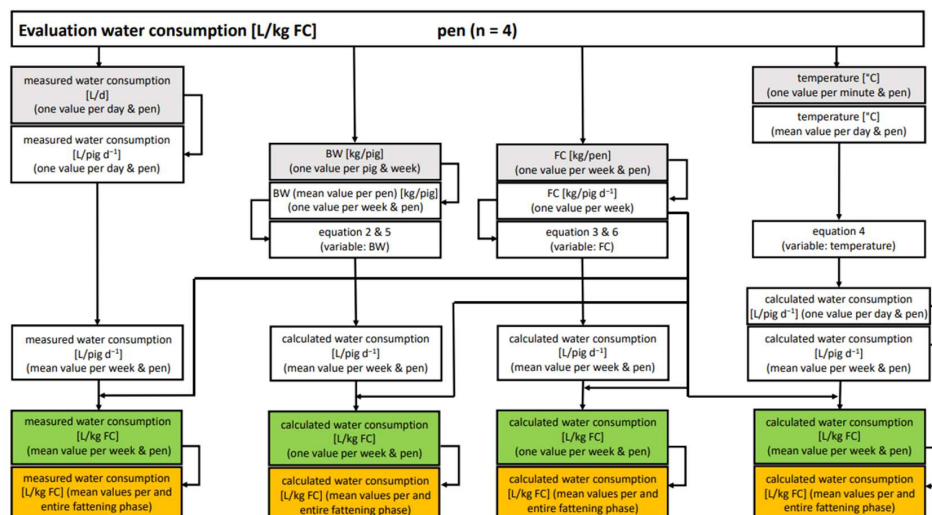 Evaluation water consumption [L/kg FC] pen (n = 4)
measured water consumption
[L/d]
(one value per day & pen)
measured water consumption
[L/pig d⁻¹]
(one value per day & pen)
measured water consumption
[L/pig d⁻¹]
(mean value per week & pen)
measured water consumption
[L/kg FC]
(mean value per week & pen)
measured water consumption
[L/kg FC] (mean values per and
entire fattening phase)
BW [kg/pig]
(one value per pig & week)
BW (mean value per pen) [kg/pig]
(one value per week & pen)
equation 2 & 5
(variable: BW)
calculated water consumption
[L/pig d⁻¹]
(mean value per week & pen)
calculated water consumption
[L/kg FC]
(one value per week & pen)
calculated water consumption
[L/kg FC] (mean values per and
entire fattening phase)
FC [kg/pen]
(one value per week & pen)
FC [kg/pig d⁻¹]
(one value per week)
equation 3 & 6
(variable: FC)
calculated water consumption
[L/pig d⁻¹]
(mean value per week & pen)
calculated water consumption
[L/kg FC]
(one value per week & pen)
calculated water consumption
[L/kg FC] (mean values per and
entire fattening phase)
temperature [°C]
(one value per minute & pen)
temperature [°C]
(mean value per day & pen)
equation 4
(variable: temperature)
calculated water consumption
[L/pig d⁻¹] (one value per day & pen)
calculated water consumption
[L/pig d⁻¹]
(mean value per week & pen)
calculated water consumption
[L/kg FC]
(mean value per week & pen)
calculated water consumption
[L/kg FC] (mean values per and
entire fattening phase)